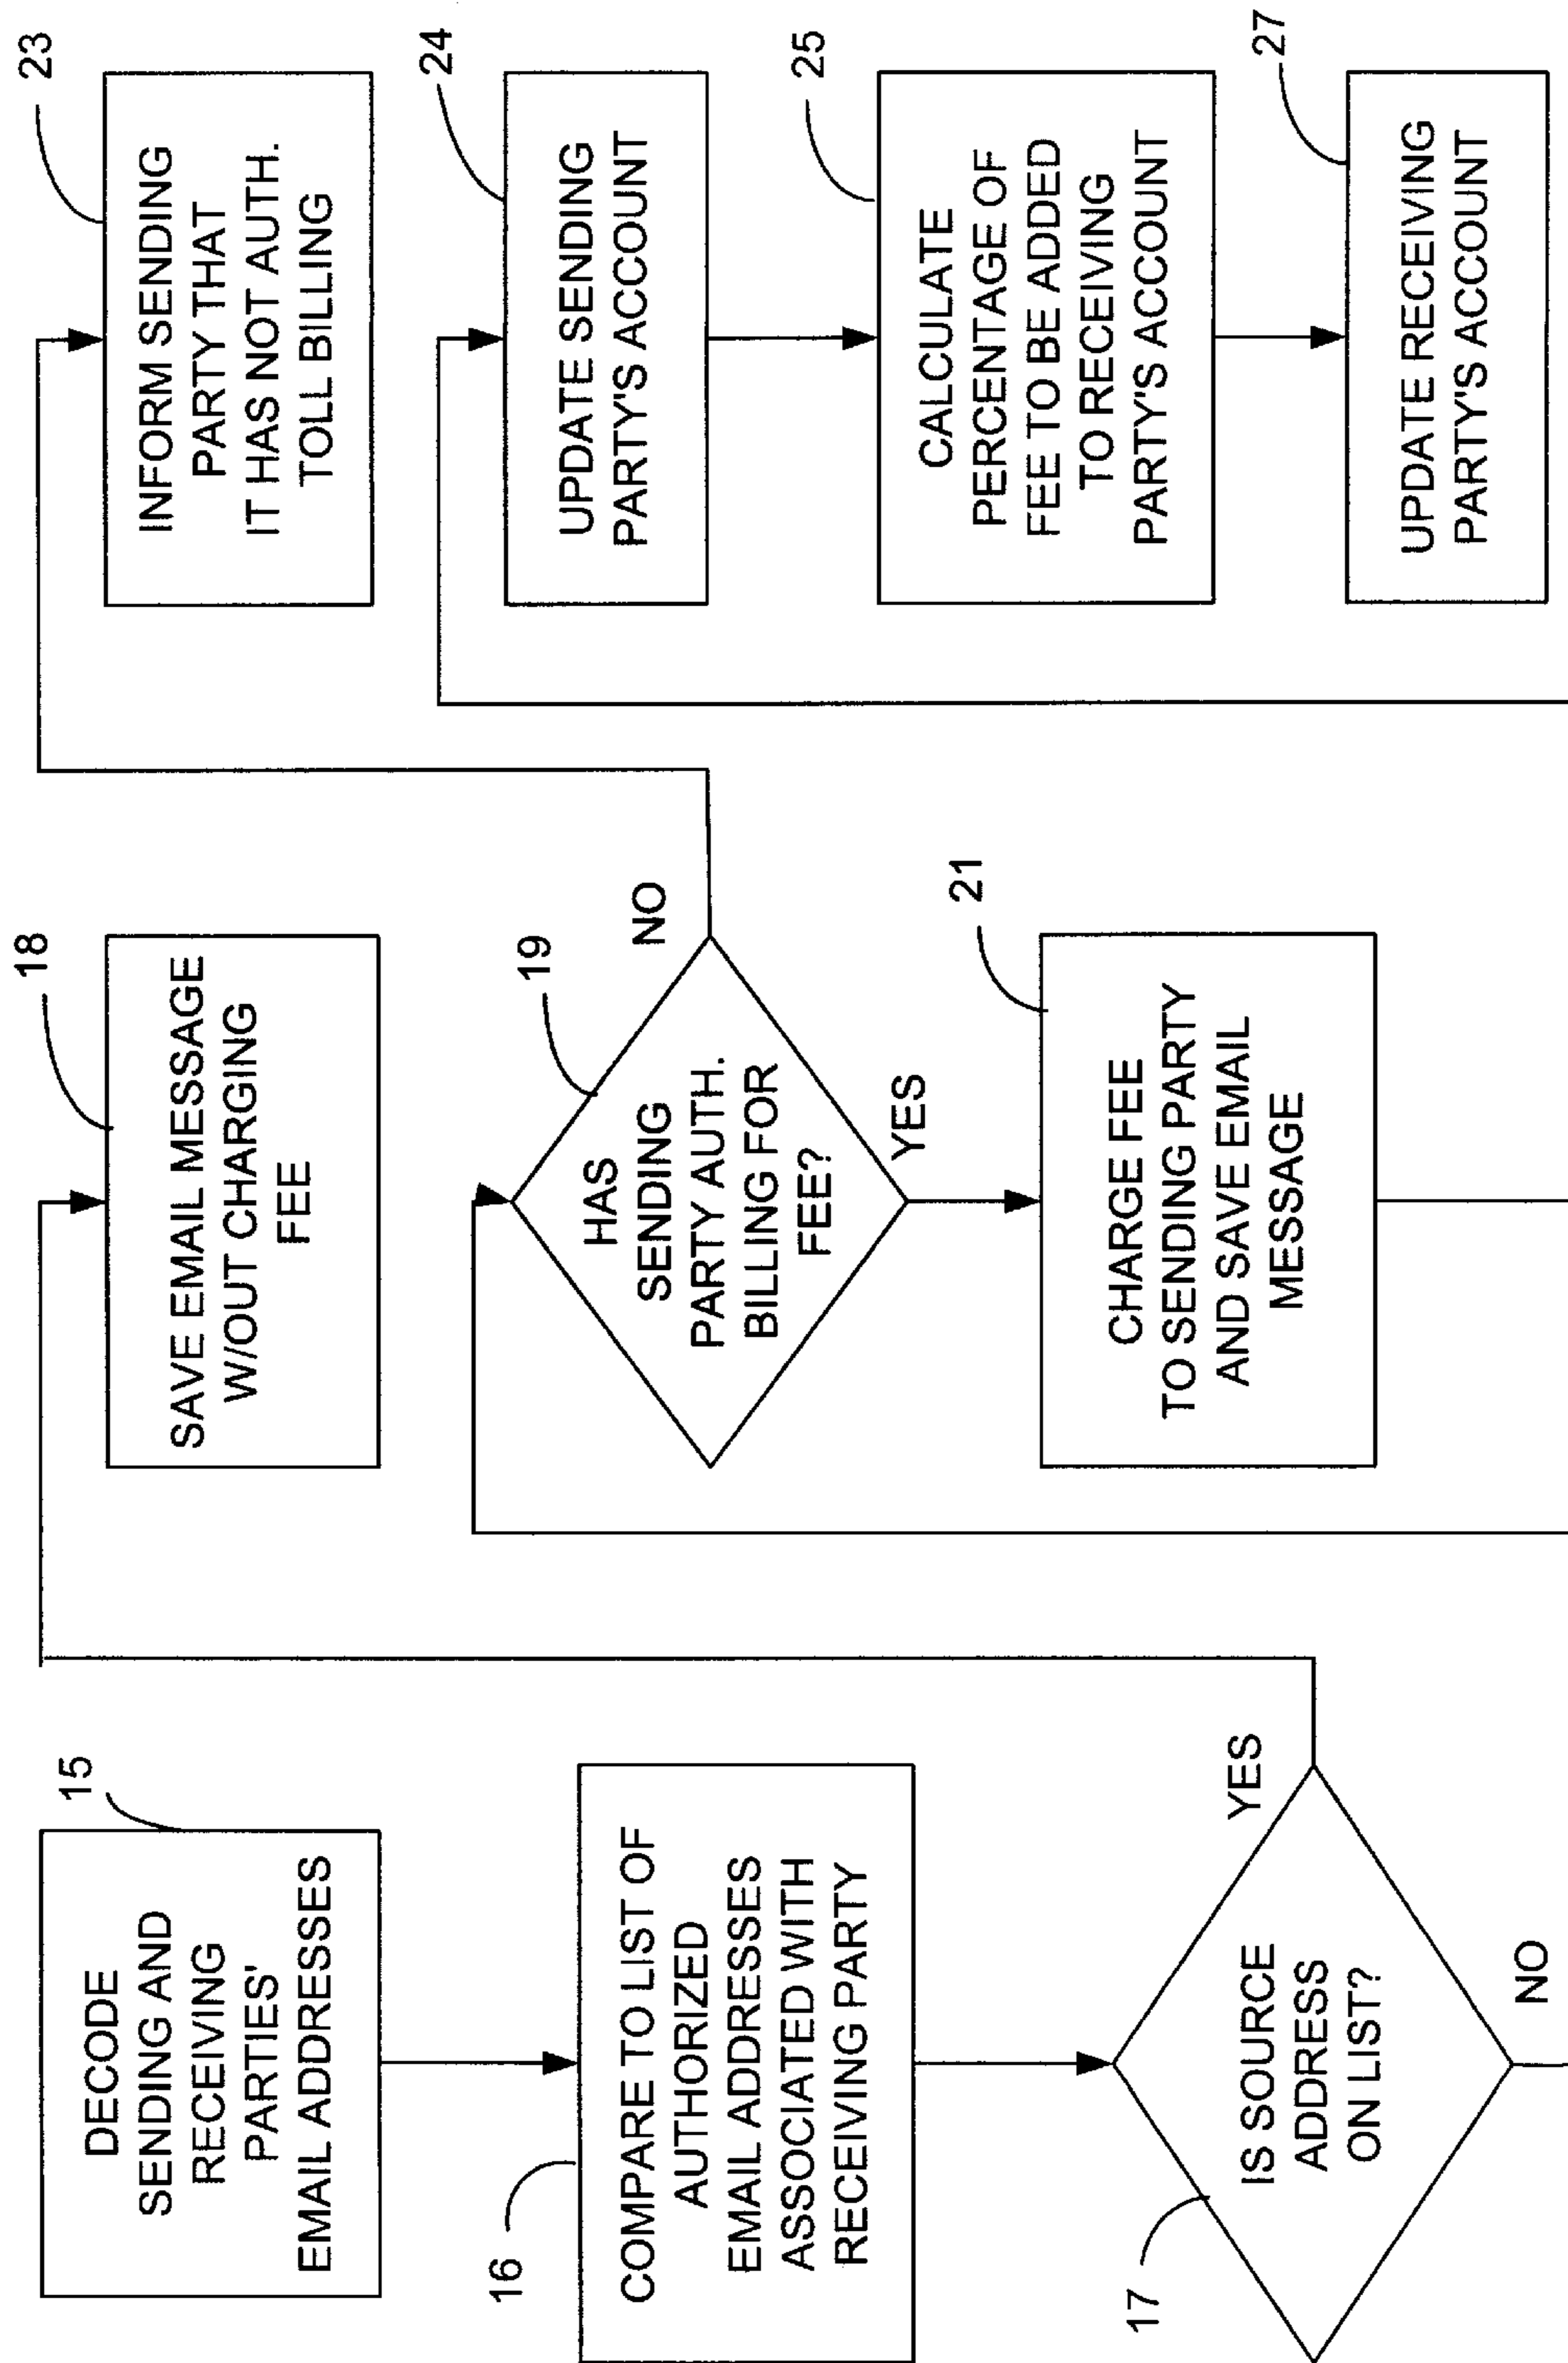 15
DECODE
SENDING AND
RECEIVING
PARTIES'
EMAIL ADDRESSES
16
COMPARE TO LIST OF
AUTHORIZED
EMAIL ADDRESSES
ASSOCIATED WITH
RECEIVING PARTY
17
IS SOURCE
ADDRESS
ON LIST?
YES
NO
18
SAVE EMAIL MESSAGE
W/OUT CHARGING
FEE
19
HAS
SENDING
PARTY AUTH.
BILLING FOR
FEE?
NO
YES
21
CHARGE FEE
TO SENDING PARTY
AND SAVE EMAIL
MESSAGE
23
INFORM SENDING
PARTY THAT
IT HAS NOT AUTH.
TOLL BILLING
24
UPDATE SENDING
PARTY'S ACCOUNT
25
CALCULATE
PERCENTAGE OF
FEE TO BE ADDED
TO RECEIVING
PARTY'S ACCOUNT
27
UPDATE RECEIVING
PARTY'S ACCOUNT